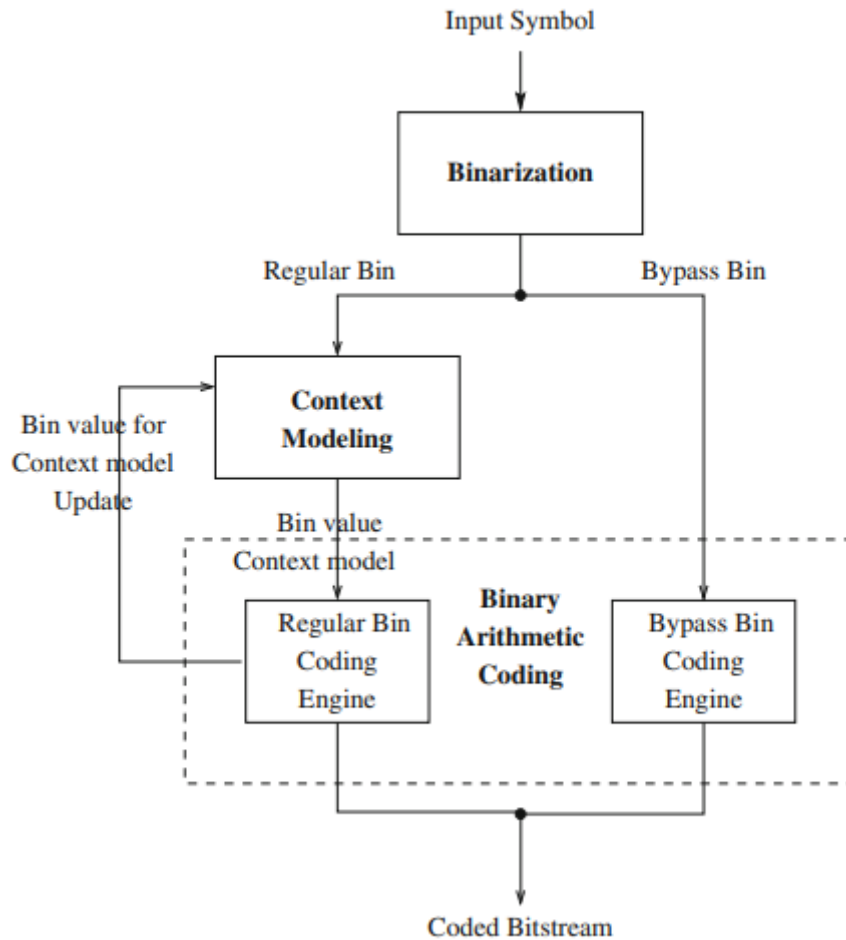 Input Symbol
Binarization
Regular Bin
Bypass Bin
Context
Modeling
Bin value for
Context model
Update
Bin value
Context model
Binary
Arithmetic
Coding
Regular Bin
Coding
Engine
Bypass Bin
Coding
Engine
Coded Bitstream